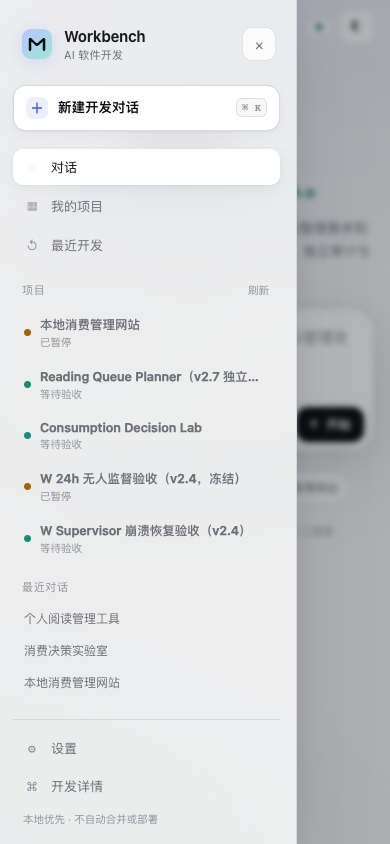 Workbench
AI 软件开发
×
+ 新建开发对话 ⌘ K
对话
我的项目
最近开发
项目 刷新
本地消费管理网站
已暂停
Reading Queue Planner（v2.7 独立...
等待验收
Consumption Decision Lab
等待验收
W 24h 无人监督验收（v2.4，冻结）
已暂停
W Supervisor 崩溃恢复验收（v2.4）
等待验收
最近对话
个人阅读管理工具
消费决策实验室
本地消费管理网站
设置
⌘ 开发详情
本地优先 · 不自动合并或部署